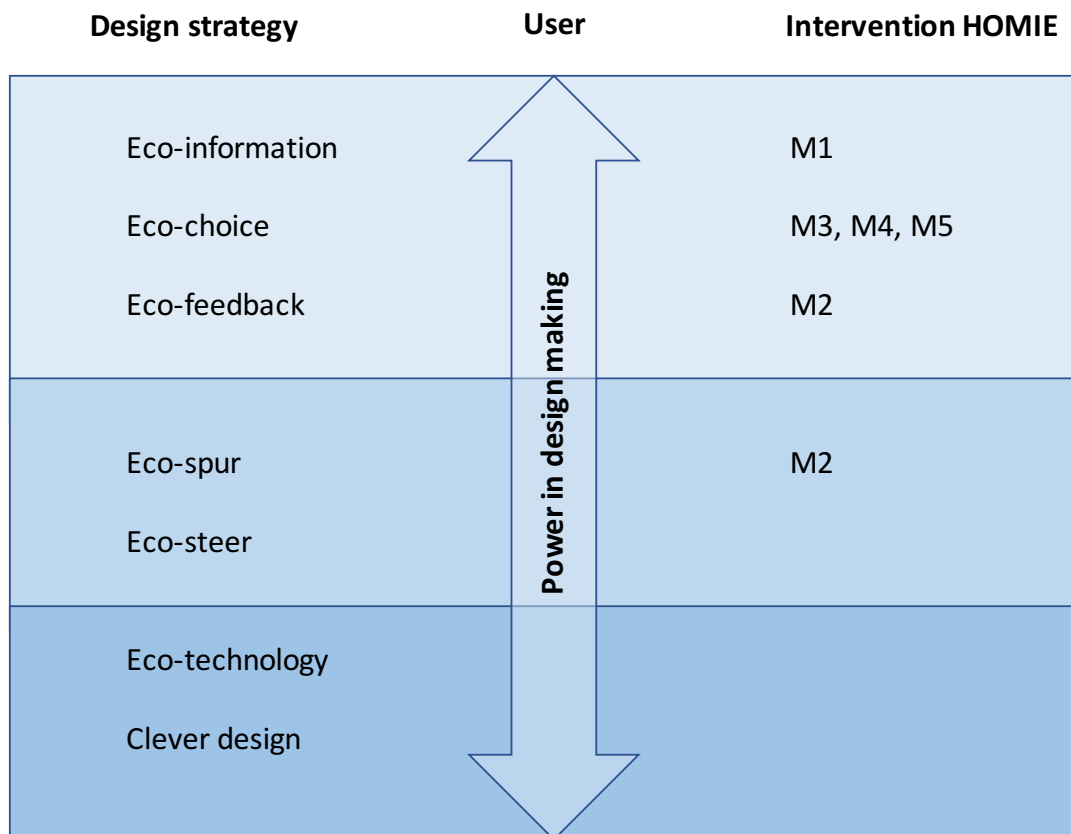 Design strategy User Intervention HOMIE
Eco-information M1
Eco-choice M3, M4, M5
Eco-feedback M2
Power in design making
Eco-spur M2
Eco-steer
Eco-technology
Clever design